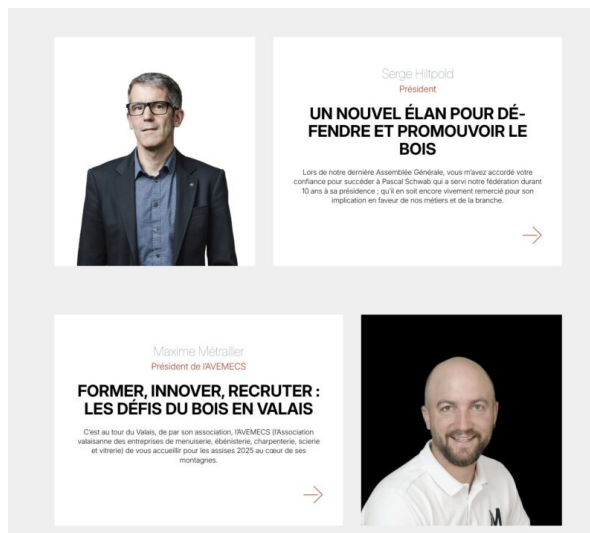 Serge Hiltpold
Président
UN NOUVEL ÉLAN POUR DÉ-
FENDRE ET PROMOUVOIR LE
BOIS
Lors de notre dernière Assemblée Générale, vous m'avez accordé votre
confiance pour succéder à Pascal Schwab qui a servi notre fédération durant
10 ans à sa présidence ; qu'il en soit encore vivement remercié pour son
implication en faveur de nos métiers et de la branche.
Maxime Métrailler
Président de l'AVEMECS
FORMER, INNOVER, RECRUTER :
LES DÉFIS DU BOIS EN VALAIS
C'est au tour du Valais, de par son association, l'AVEMECS (l'Association
valaisanne des entreprises de menuiserie, ébénisterie, charpenterie, scierie
et vitrerie) de vous accueillir pour les assises 2025 au cœur de ses
montagnes.